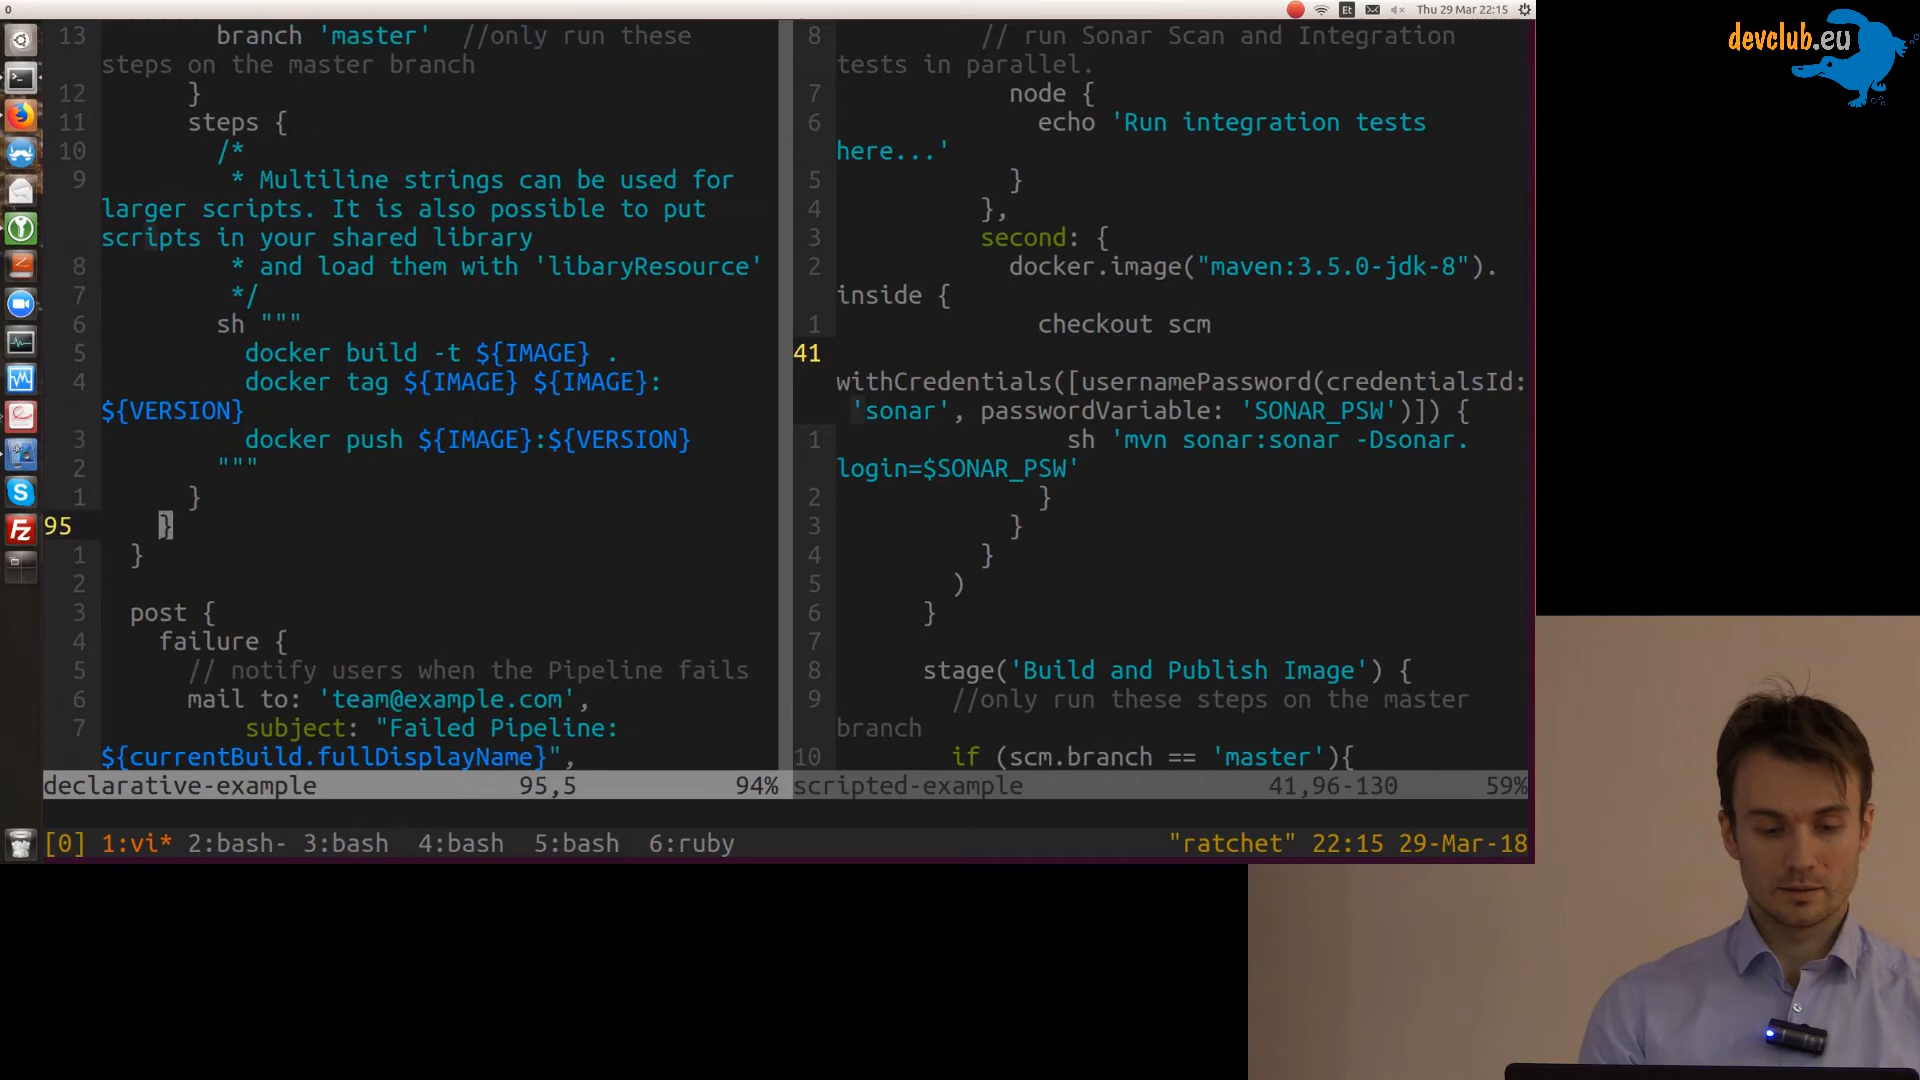 0
Et
Thu 29 Mar 22:15
devclub.eu
13 branch 'master' //only run these
steps on the master branch
12 }
11 steps {
10 /*
9 * Multiline strings can be used for
larger scripts. It is also possible to put
scripts in your shared library
8 * and load them with 'libaryResource'
7 */
6 sh """
5 docker build -t ${IMAGE} .
4 docker tag ${IMAGE} ${IMAGE}:
${VERSION}
3 docker push ${IMAGE}:${VERSION}
2 """
1 }
95 }
1 }
2
3 post {
4 failure {
5 // notify users when the Pipeline fails
6 mail to: 'team@example.com',
7 subject: "Failed Pipeline:
${currentBuild.fullDisplayName}",
declarative-example 95,5 94%
8 // run Sonar Scan and Integration
tests in parallel.
7 node {
6 echo 'Run integration tests
here...'
5 }
4 },
3 second: {
2 docker.image("maven:3.5.0-jdk-8").
inside {
1 checkout scm
41
withCredentials([usernamePassword(credentialsId:
'sonar', passwordVariable: 'SONAR_PSW')]) {
1 sh 'mvn sonar:sonar -Dsonar.
login=$SONAR_PSW'
2 }
3 }
4 }
5 )
6 }
7
8 stage('Build and Publish Image') {
9 //only run these steps on the master
branch
10 if (scm.branch == 'master'){
scripted-example 41,96-130 59%
[0] 1:vi* 2:bash- 3:bash 4:bash 5:bash 6:ruby "ratchet" 22:15 29-Mar-18